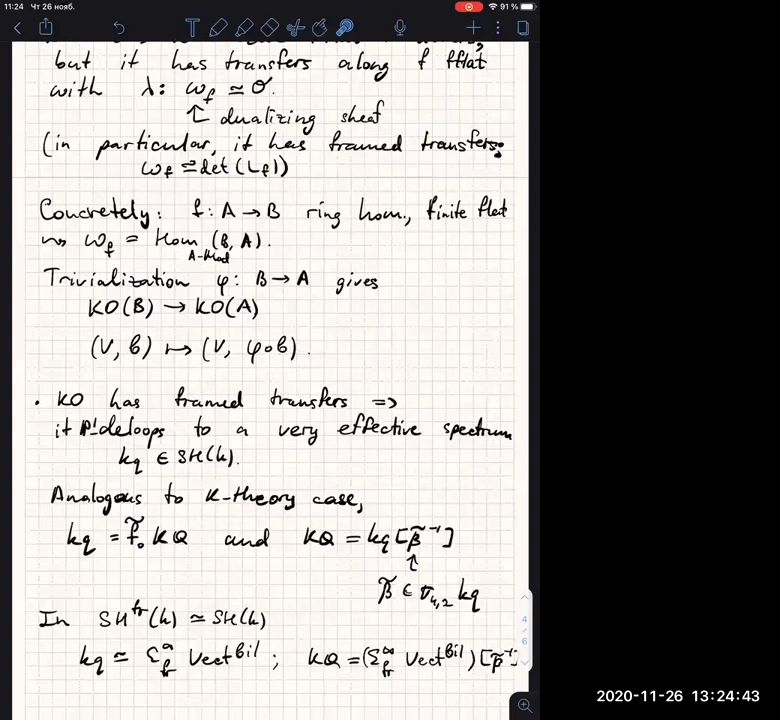 11:24 Чт 26 нояб.
91 %
but it has transfers along f fflat
with λ: ω_f ≃ O.
↑ dualizing sheaf
(in particular, it has framed transfers:
ω_f ≃ det(L_f))
Concretely: f: A → B ring hom., finite flat
⇝ ω_f = Hom_{A-Mod}(B, A).
Trivialization φ: B → A gives
KO(B) → KO(A)
(V, b) ↦ (V, φ∘b).
• KO has framed transfers =>
it P¹-deloops to a very effective spectrum
kq ∈ SH(k).
Analogous to K-theory case,
kq = f̃₀ KQ and KQ = kq[β̃⁻¹]
↑
β̃ ∈ π_{4,2} kq
In SH^{fr}(k) ≃ SH(k)
kq ≃ Σ^∞_{fr} Vect^{bil} ; KQ = (Σ^∞_{fr} Vect^{bil})[β̃⁻¹]
4
6
2020-11-26 13:24:43